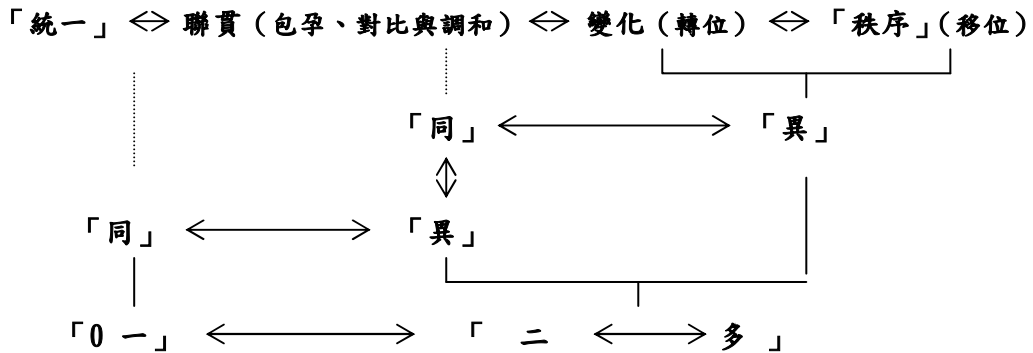 「統一」 聯貫（包孕、對比與調和） 變化（轉位） 「秩序」（移位）
「同」 「異」
「同」 「異」
「0 一」 「 二 多 」